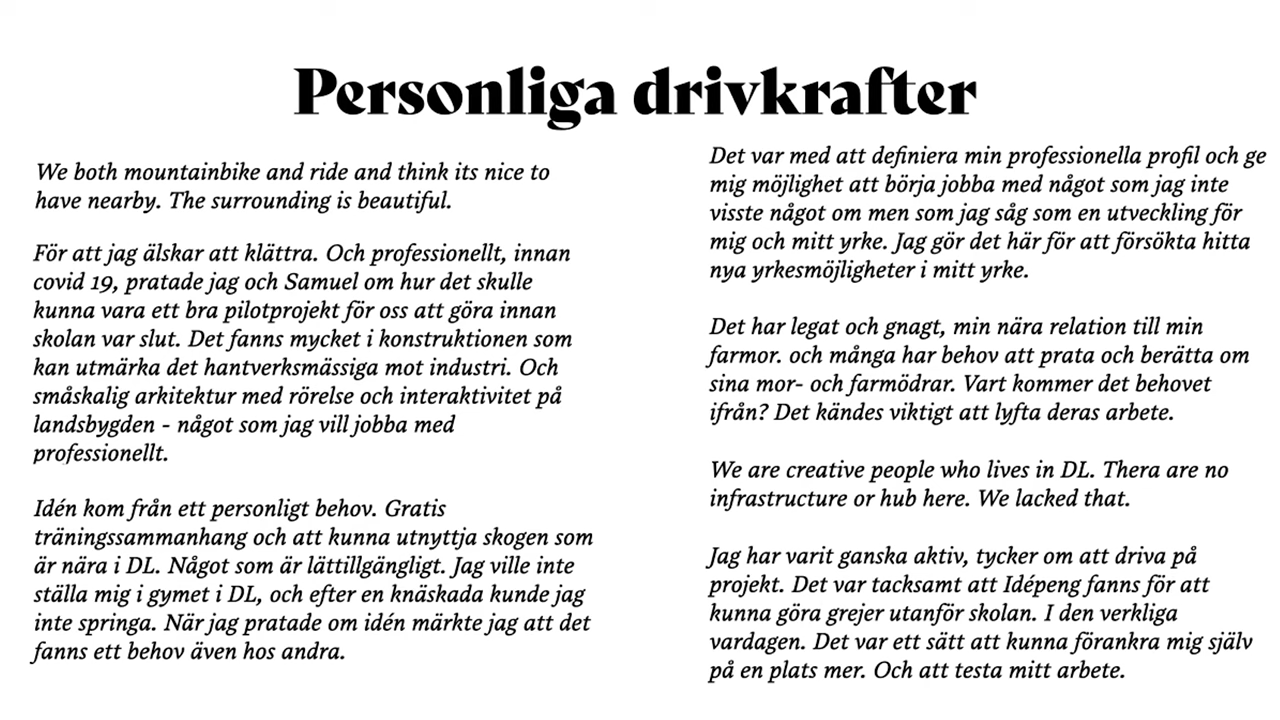 Personliga drivkrafter
We both mountainbike and ride and think its nice to
have nearby. The surrounding is beautiful.
För att jag älskar att klättra. Och professionellt, innan
covid 19, pratade jag och Samuel om hur det skulle
kunna vara ett bra pilotprojekt för oss att göra innan
skolan var slut. Det fanns mycket i konstruktionen som
kan utmärka det hantverksmässiga mot industri. Och
småskalig arkitektur med rörelse och interaktivitet på
landsbygden - något som jag vill jobba med
professionellt.
Idén kom från ett personligt behov. Gratis
träningssammanhang och att kunna utnyttja skogen som
är nära i DL. Något som är lättillgängligt. Jag ville inte
ställa mig i gymet i DL, och efter en knäskada kunde jag
inte springa. När jag pratade om idén märkte jag att det
fanns ett behov även hos andra.
Det var med att definiera min professionella profil och ge
mig möjlighet att börja jobba med något som jag inte
visste något om men som jag såg som en utveckling för
mig och mitt yrke. Jag gör det här för att försökta hitta
nya yrkesmöjligheter i mitt yrke.
Det har legat och gnagt, min nära relation till min
farmor. och många har behov att prata och berätta om
sina mor- och farmödrar. Vart kommer det behovet
ifrån? Det kändes viktigt att lyfta deras arbete.
We are creative people who lives in DL. Thera are no
infrastructure or hub here. We lacked that.
Jag har varit ganska aktiv, tycker om att driva på
projekt. Det var tacksamt att Idépeng fanns för att
kunna göra grejer utanför skolan. I den verkliga
vardagen. Det var ett sätt att kunna förankra mig själv
på en plats mer. Och att testa mitt arbete.